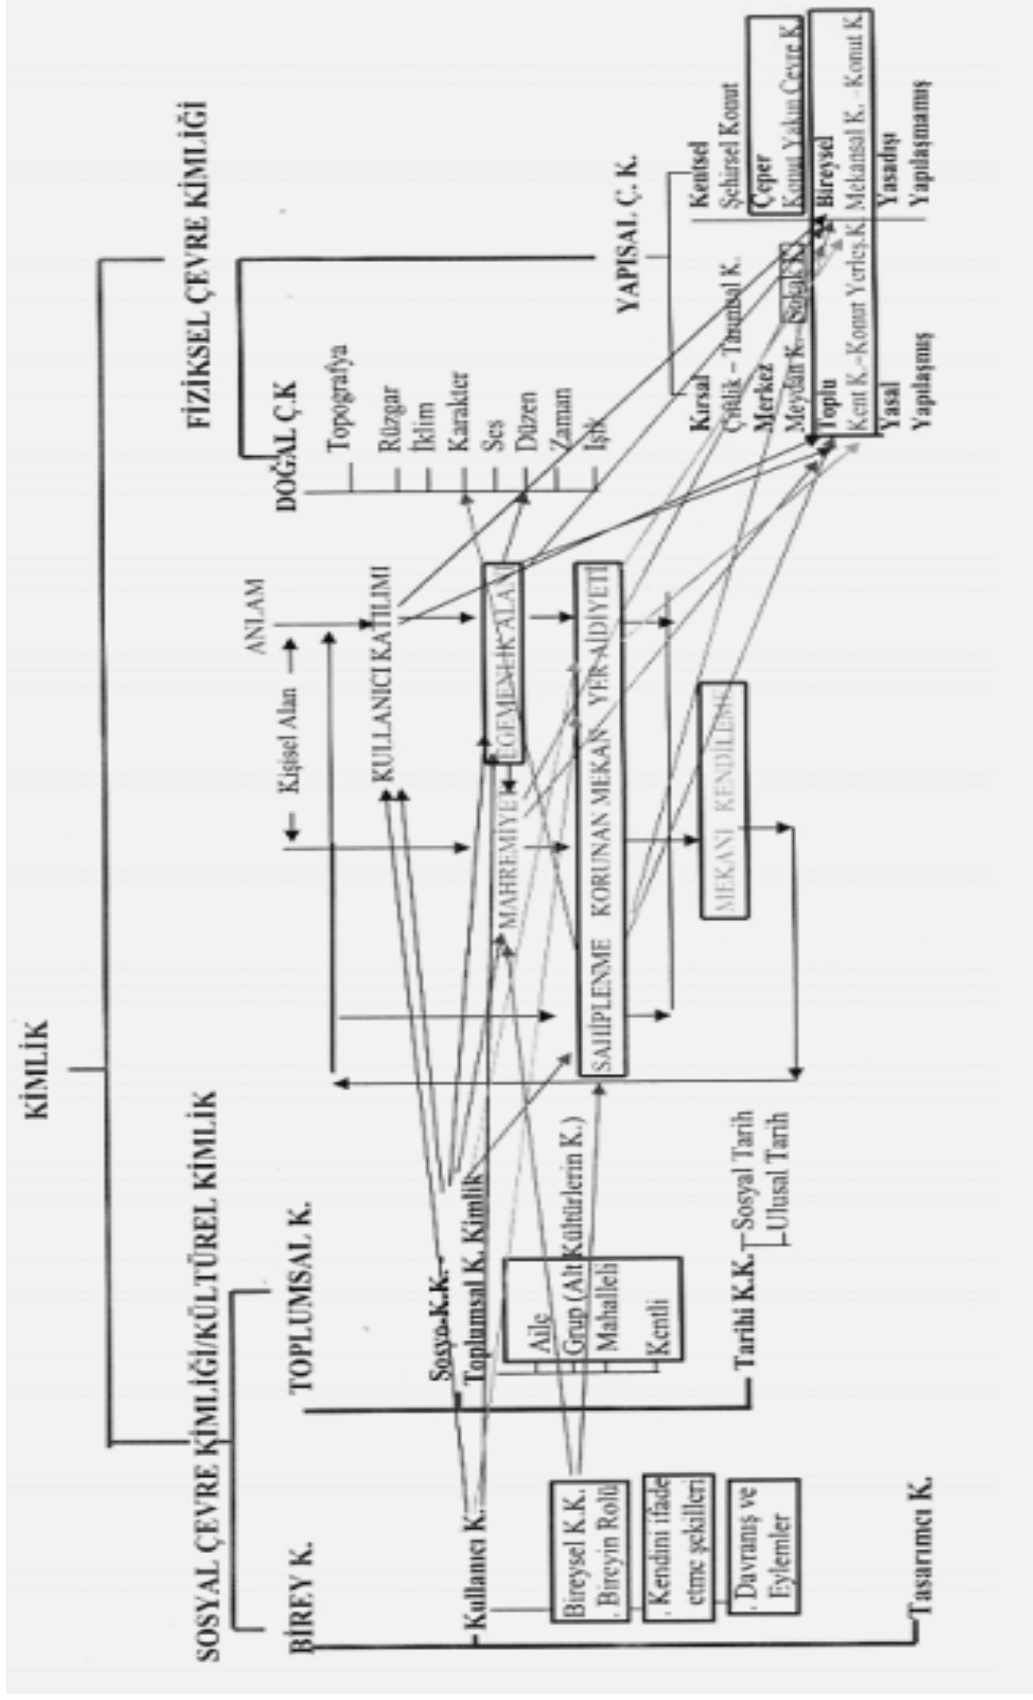 KİMLİK
SOSYAL ÇEVRE KİMLİĞİ/KÜLTÜREL KİMLİK
FİZİKSEL ÇEVRE KİMLİĞİ
BİREY K.
TOPLUMSAL K.
Kullanıcı K.
Bireysel K.K.
. Bireyin Rolü
. Kendini ifade
etme şekilleri
. Davranış ve
Eylemler
Tasarımcı K.
Sosyo-K.K.
Toplumsal K. Kimlik
Aile
Grup (Alt Kültürlerin K.)
Mahalleli
Kentli
Tarihi K.K.
Sosyal Tarih
Ulusal Tarih
ANLAM
Kişisel Alan
KULLANICI KATILIMI
MAHREMİYET
EGEMENLİK ALANI
SAHİPLENME KORUNAN MEKAN YER AİDİYETİ
MEKANI KENDİLEME
DOĞAL Ç.K
Topografya
Rüzgar
İklim
Karakter
Ses
Düzen
Zaman
Işık
YAPISAL Ç. K.
Kırsal
Çiftlik – Tarımsal K.
Merkez
Meydan K. – Sokak K.
Toplu
Kent K.–Konut Yerleş.K.
Yasal
Yapılaşmış
Kentsel
Şehirsel Konut
Çeper
Konut Yakın Çevre K.
Bireysel
Mekansal K. –Konut K.
Yasadışı
Yapılaşmamış